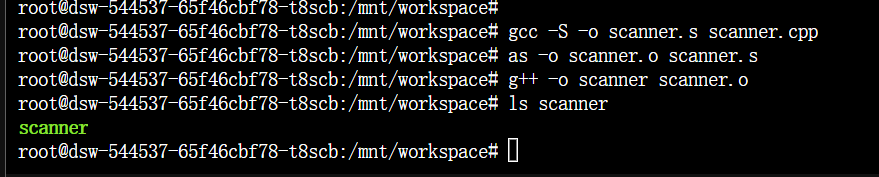 root@dsw-544537-65f46cbf78-t8scb:/mnt/workspace#
root@dsw-544537-65f46cbf78-t8scb:/mnt/workspace# gcc -S -o scanner.s scanner.cpp
root@dsw-544537-65f46cbf78-t8scb:/mnt/workspace# as -o scanner.o scanner.s
root@dsw-544537-65f46cbf78-t8scb:/mnt/workspace# g++ -o scanner scanner.o
root@dsw-544537-65f46cbf78-t8scb:/mnt/workspace# ls scanner
scanner
root@dsw-544537-65f46cbf78-t8scb:/mnt/workspace#